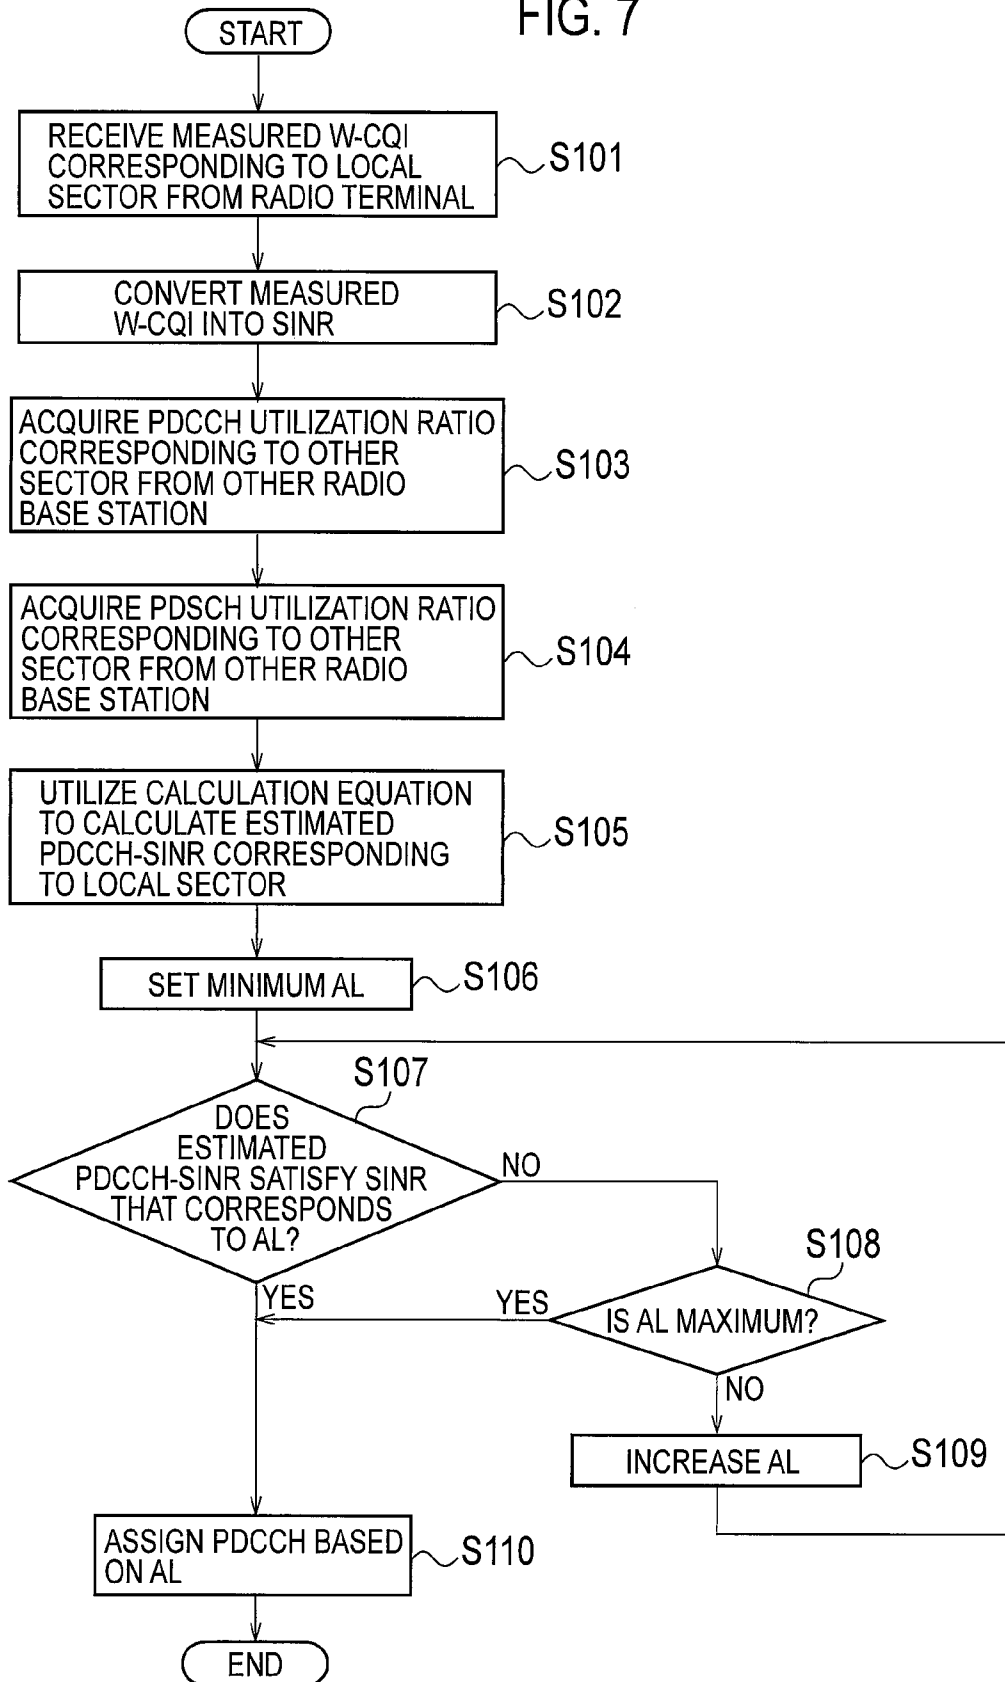 FIG. 7
START
RECEIVE MEASURED W-CQI
CORRESPONDING TO LOCAL
SECTOR FROM RADIO TERMINAL
S101
CONVERT MEASURED
W-CQI INTO SINR
S102
ACQUIRE PDCCH UTILIZATION RATIO
CORRESPONDING TO OTHER
SECTOR FROM OTHER RADIO
BASE STATION
S103
ACQUIRE PDSCH UTILIZATION RATIO
CORRESPONDING TO OTHER
SECTOR FROM OTHER RADIO
BASE STATION
S104
UTILIZE CALCULATION EQUATION
TO CALCULATE ESTIMATED
PDCCH-SINR CORRESPONDING
TO LOCAL SECTOR
S105
SET MINIMUM AL
S106
S107
DOES
ESTIMATED
PDCCH-SINR SATISFY SINR
THAT CORRESPONDS
TO AL?
NO
YES
S108
IS AL MAXIMUM?
YES
NO
INCREASE AL
S109
ASSIGN PDCCH BASED
ON AL
S110
END